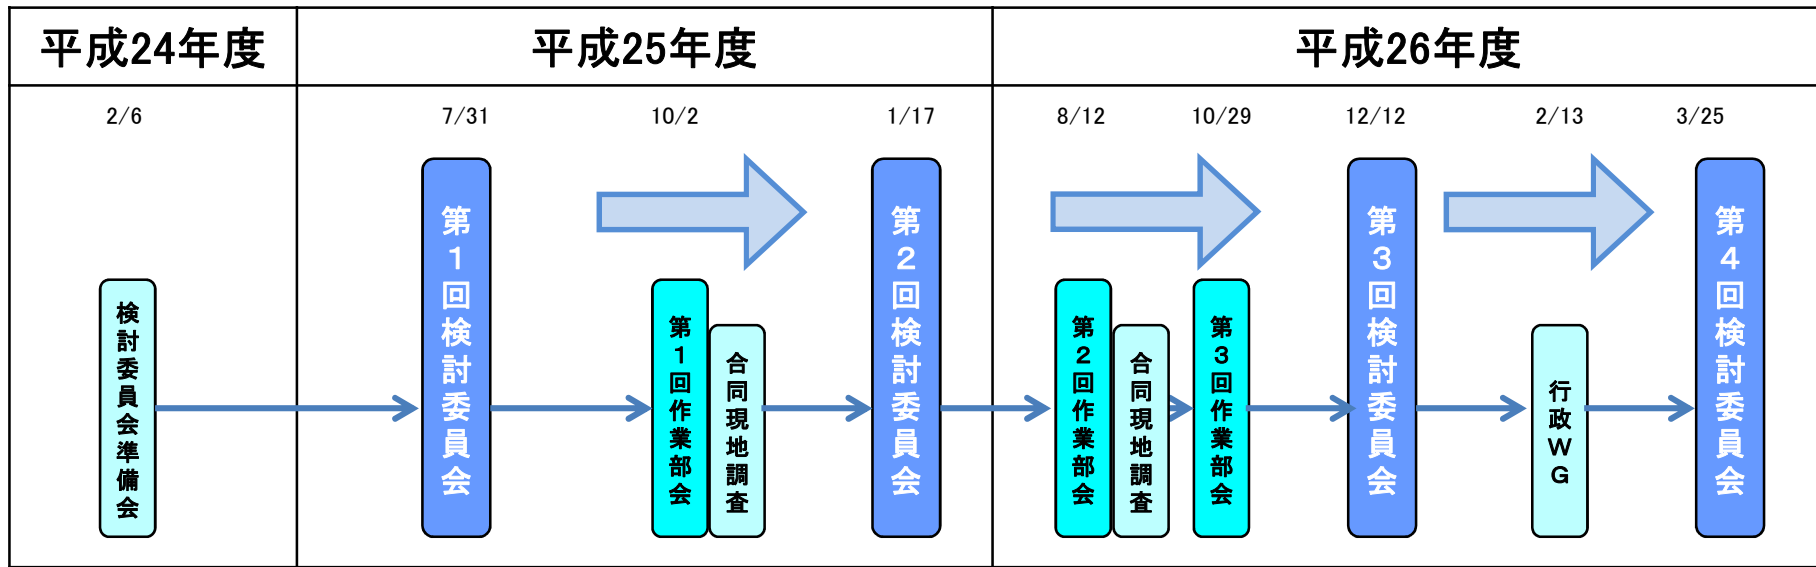 平成24年度
平成25年度
平成26年度
2/6
7/31
10/2
1/17
8/12
10/29
12/12
2/13
3/25
検討委員会準備会
第1回検討委員会
第1回作業部会
合同現地調査
第2回検討委員会
第2回作業部会
合同現地調査
第3回作業部会
第3回検討委員会
行政WG
第4回検討委員会